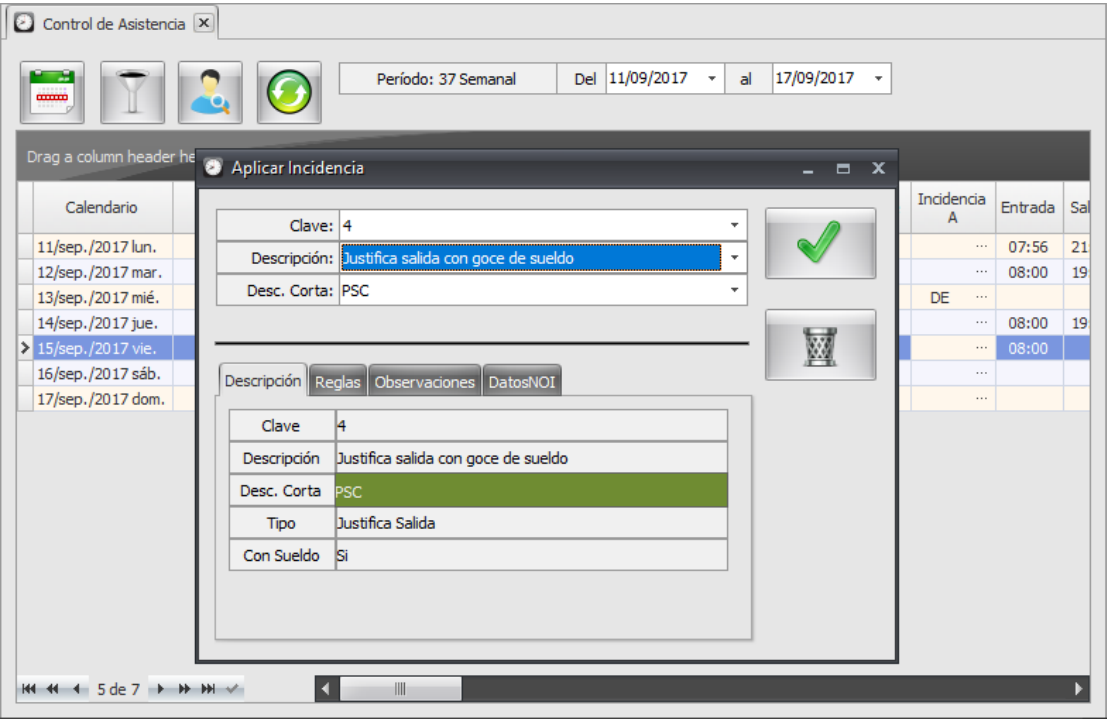 Control de Asistencia
Período: 37 Semanal Del 11/09/2017 al 17/09/2017
Drag a column header he
Aplicar Incidencia
Calendario Incidencia A Entrada Sal
Clave: 4
Descripción: Justifica salida con goce de sueldo
Desc. Corta: PSC
11/sep./2017 lun. ... 07:56 21:
12/sep./2017 mar. ... 08:00 19:
13/sep./2017 mié. DE ...
14/sep./2017 jue. ... 08:00 19:
15/sep./2017 vie. ... 08:00
16/sep./2017 sáb. ...
17/sep./2017 dom. ...
Descripción Reglas Observaciones DatosNOI
Clave 4
Descripción Justifica salida con goce de sueldo
Desc. Corta PSC
Tipo Justifica Salida
Con Sueldo Si
5 de 7